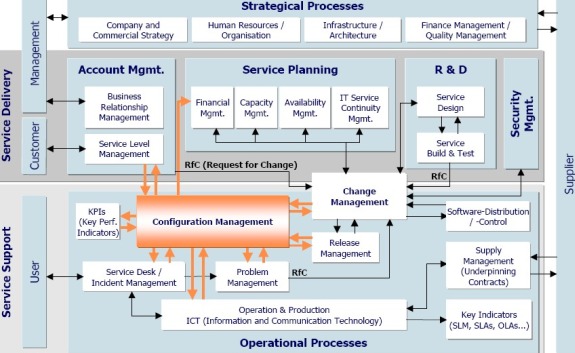 Strategical Processes
Company and
Commercial Strategy
Human Resources /
Organisation
Infrastructure /
Architecture
Finance Management /
Quality Management
Management
Service Delivery
Customer
Account Mgmt.
Business
Relationship
Management
Service Level
Management
Service Planning
Financial
Mgmt.
Capacity
Mgmt.
Availability
Mgmt.
IT Service
Continuity
Mgmt.
R & D
Service
Design
Service
Build & Test
Security
Mgmt.
Supplier
RfC (Request for Change)
RfC
Change
Management
Service Support
User
KPIs
(Key Perf.
Indicators)
Configuration Management
Release
Management
Software-Distribution
/ -Control
Service Desk /
Incident Management
Problem
Management
RfC
Supply
Management
(Underpinning
Contracts)
Operation & Production
ICT (Information and Communication Technology)
Key Indicators
(SLM, SLAs, OLAs...)
Operational Processes